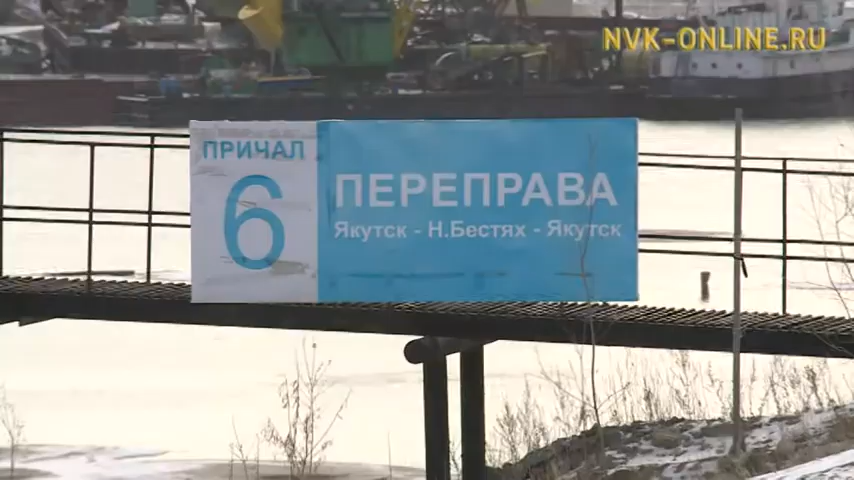 NVK-ONLINE.RU
ПРИЧАЛ
6
ПЕРЕПРАВА
Якутск - Н.Бестях - Якутск